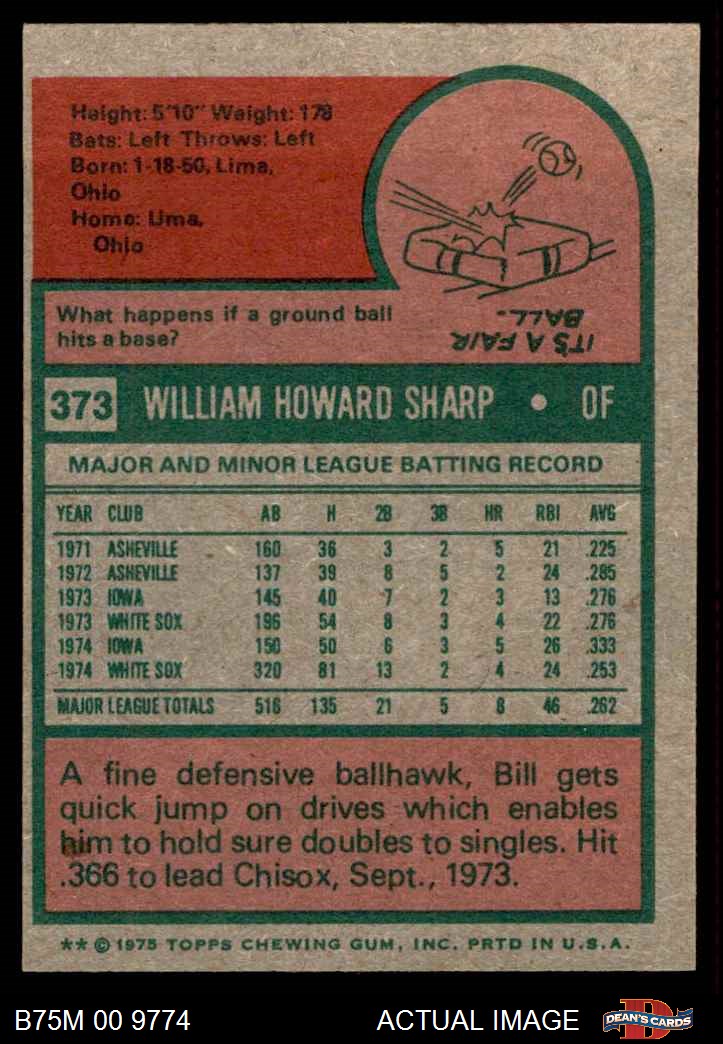 Height: 5'10" Weight: 178
Bats: Left Throws: Left
Born: 1-18-50, Lima,
Ohio
Home: Lima,
Ohio
What happens if a ground ball
hits a base?
IT'S A FAIR
BALL.
373 WILLIAM HOWARD SHARP • OF
MAJOR AND MINOR LEAGUE BATTING RECORD
YEAR CLUB AB H 2B 3B HR RBI AVG
1971 ASHEVILLE 160 36 3 2 5 21 .225
1972 ASHEVILLE 137 39 8 5 2 24 .285
1973 IOWA 145 40 7 2 3 13 .276
1973 WHITE SOX 196 54 8 3 4 22 .276
1974 IOWA 150 50 6 3 5 26 .333
1974 WHITE SOX 320 81 13 2 4 24 .253
MAJOR LEAGUE TOTALS 516 135 21 5 8 46 .262
A fine defensive ballhawk, Bill gets
quick jump on drives which enables
him to hold sure doubles to singles. Hit
.366 to lead Chisox, Sept., 1973.
** © 1975 TOPPS CHEWING GUM, INC. PRTD IN U.S.A.
B75M 00 9774 ACTUAL IMAGE DEAN'S CARDS